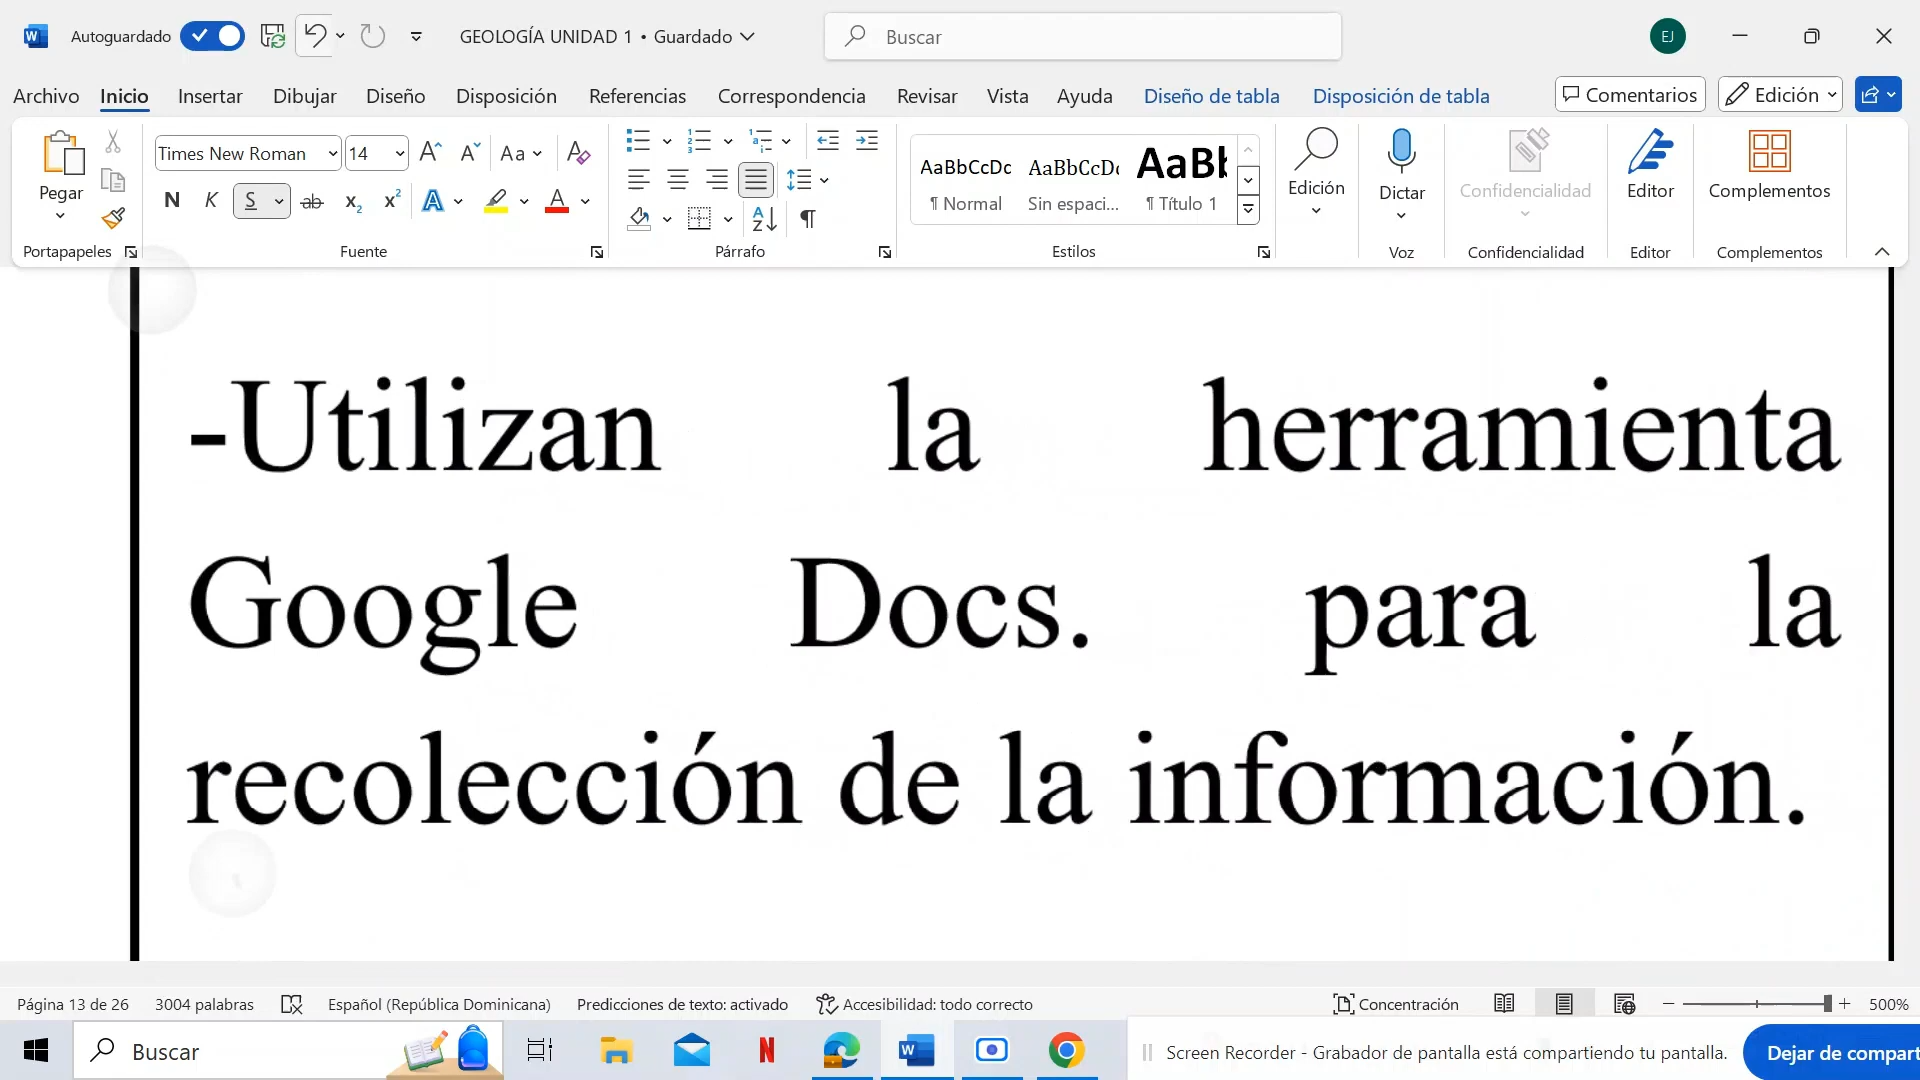 Autoguardado GEOLOGÍA UNIDAD 1 • Guardado Buscar EJ
Archivo Inicio Insertar Dibujar Diseño Disposición Referencias Correspondencia Revisar Vista Ayuda Diseño de tabla Disposición de tabla Comentarios Edición
Pegar
Times New Roman 14
AaBbCcDc AaBbCcDc AaBb
¶ Normal Sin espaci... ¶ Título 1
Edición Dictar Confidencialidad Editor Complementos
Portapapeles Fuente Párrafo Estilos Voz Confidencialidad Editor Complementos
-Utilizan la herramienta
Google Docs. para la
recolección de la información.
Página 13 de 26 3004 palabras Español (República Dominicana) Predicciones de texto: activado Accesibilidad: todo correcto Concentración 500%
Buscar
Screen Recorder - Grabador de pantalla está compartiendo tu pantalla. Dejar de compart